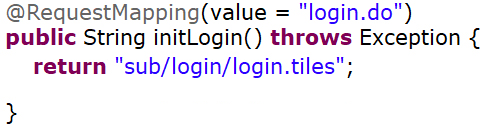 @RequestMapping(value = "login.do")
public String initLogin() throws Exception {
return "sub/login/login.tiles";
}